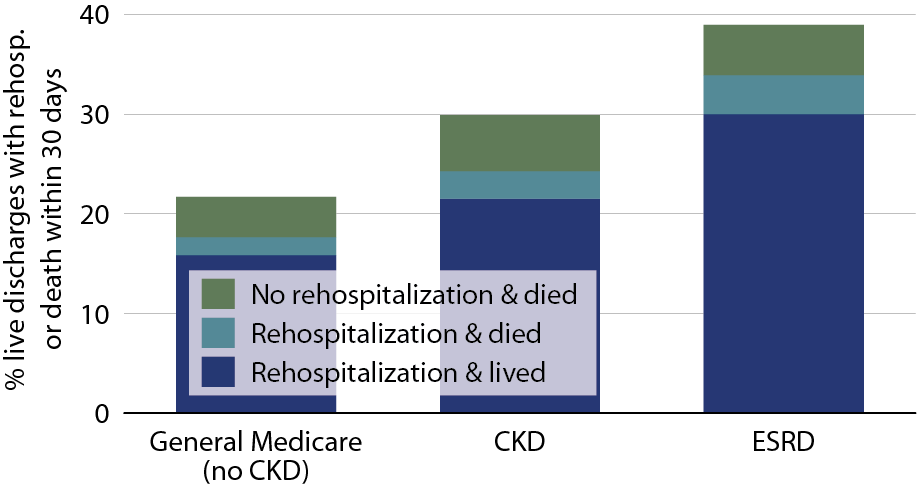 % live discharges with rehosp.
or death within 30 days
40
30
20
10
0
No rehospitalization & died
Rehospitalization & died
Rehospitalization & lived
General Medicare
(no CKD)
CKD
ESRD